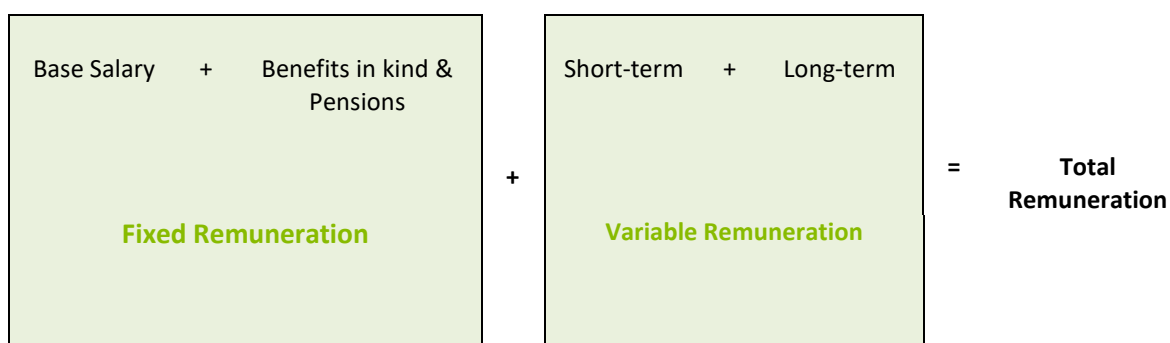 Base Salary + Benefits in kind &
Pensions
Fixed Remuneration
+
Short-term + Long-term
Variable Remuneration
= Total
Remuneration